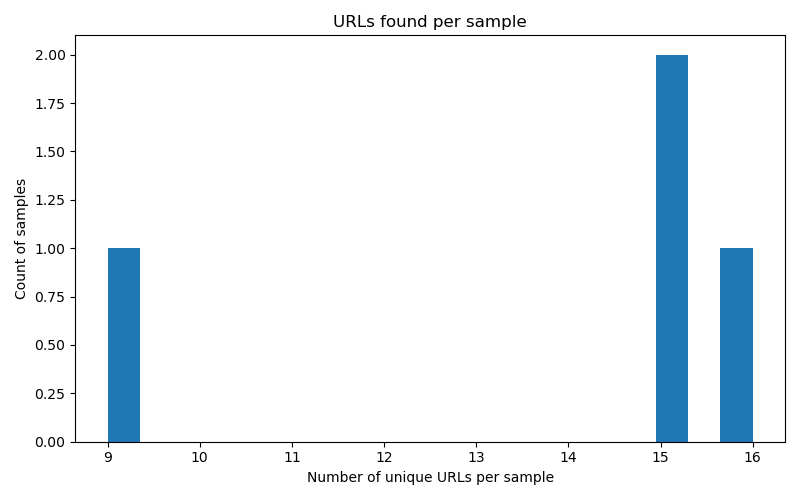 URLs found per sample
2.00
1.75
1.50
1.25
1.00
0.75
0.50
0.25
0.00
Count of samples
9 10 11 12 13 14 15 16
Number of unique URLs per sample